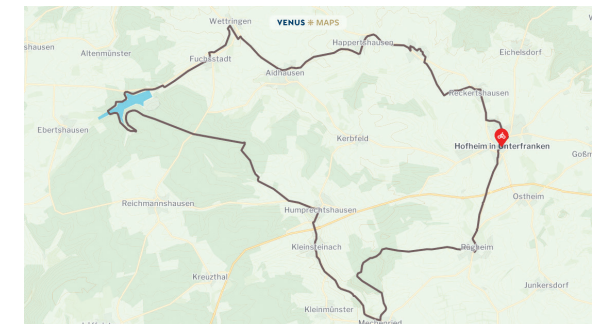 Wettringen
VENUS MAPS
Happertshausen
shausen
Altenmünster
Fuchsstadt
Eichelsdorf
Aidhausen
Reckertshausen
Ebertshausen
Kerbfeld
Hofheim in Unterfranken
Goßm
Ostheim
Reichmannshausen
Humprechtshausen
Kleinsteinach
Rügheim
Kreuzthal
Junkersdorf
Kleinmünster
Mechenried